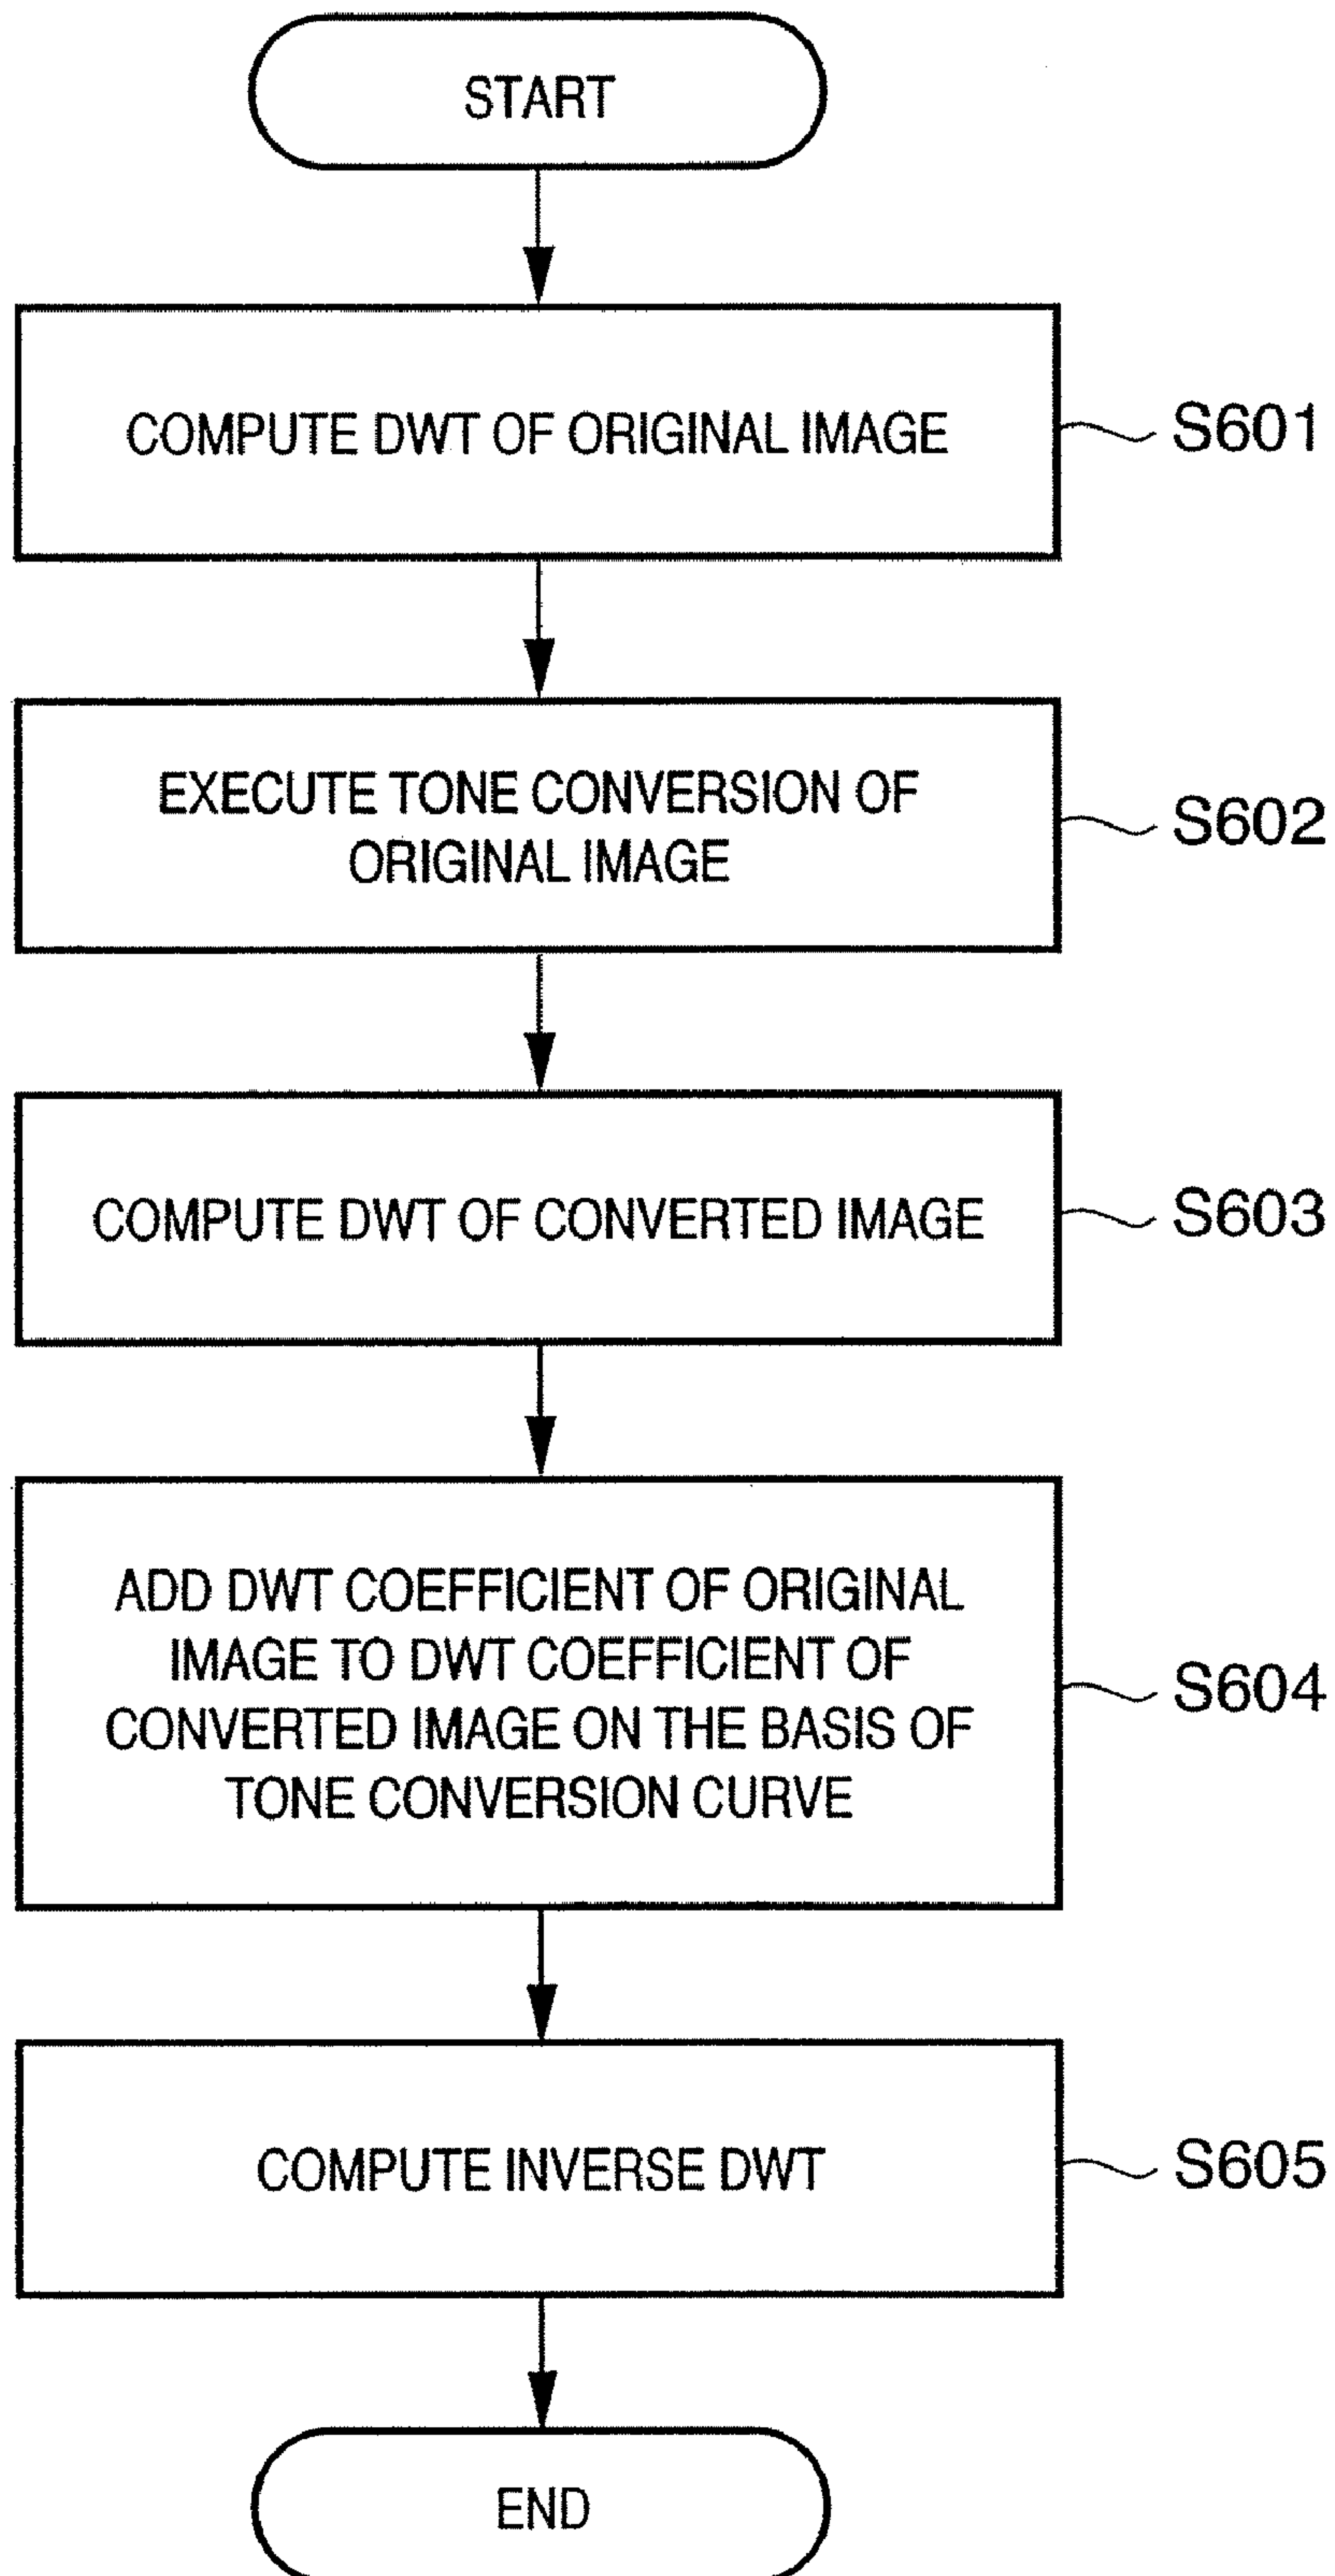 START
COMPUTE DWT OF ORIGINAL IMAGE
S601
EXECUTE TONE CONVERSION OF
ORIGINAL IMAGE
S602
COMPUTE DWT OF CONVERTED IMAGE
S603
ADD DWT COEFFICIENT OF ORIGINAL
IMAGE TO DWT COEFFICIENT OF
CONVERTED IMAGE ON THE BASIS OF
TONE CONVERSION CURVE
S604
COMPUTE INVERSE DWT
S605
END